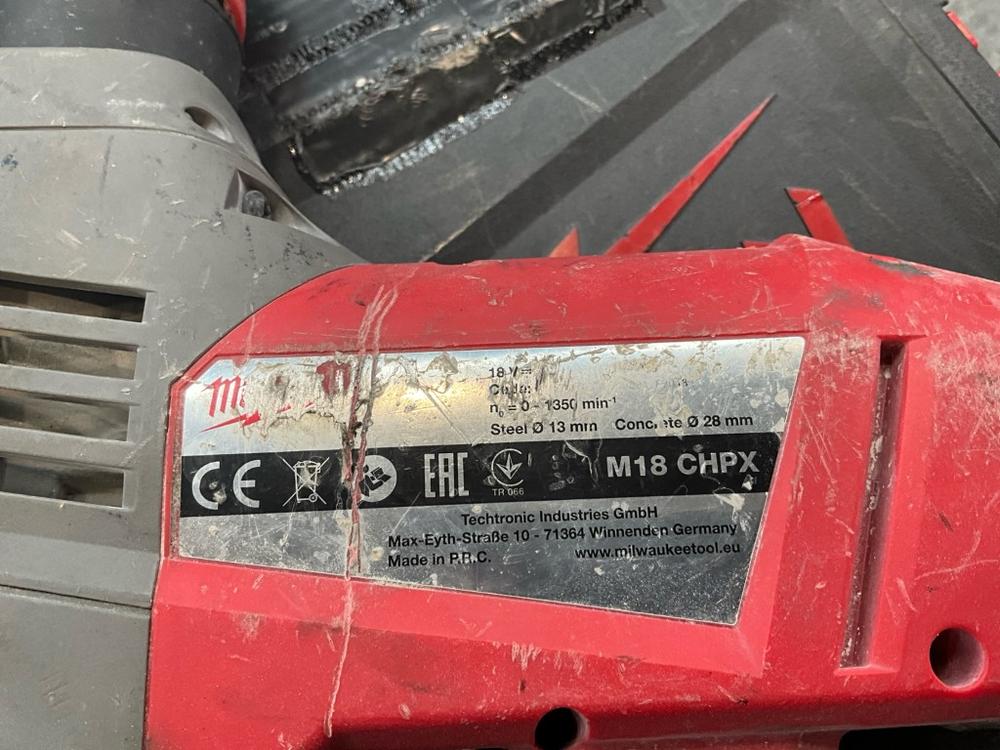 18 V
n₀ = 0 - 1350 min⁻¹
Steel Ø 13 mm Concrete Ø 28 mm
CE EAC TR 066 M18 CHPX
Techtronic Industries GmbH
Max-Eyth-Straße 10 - 71364 Winnenden Germany
Made in P.R.C. www.milwaukeetool.eu